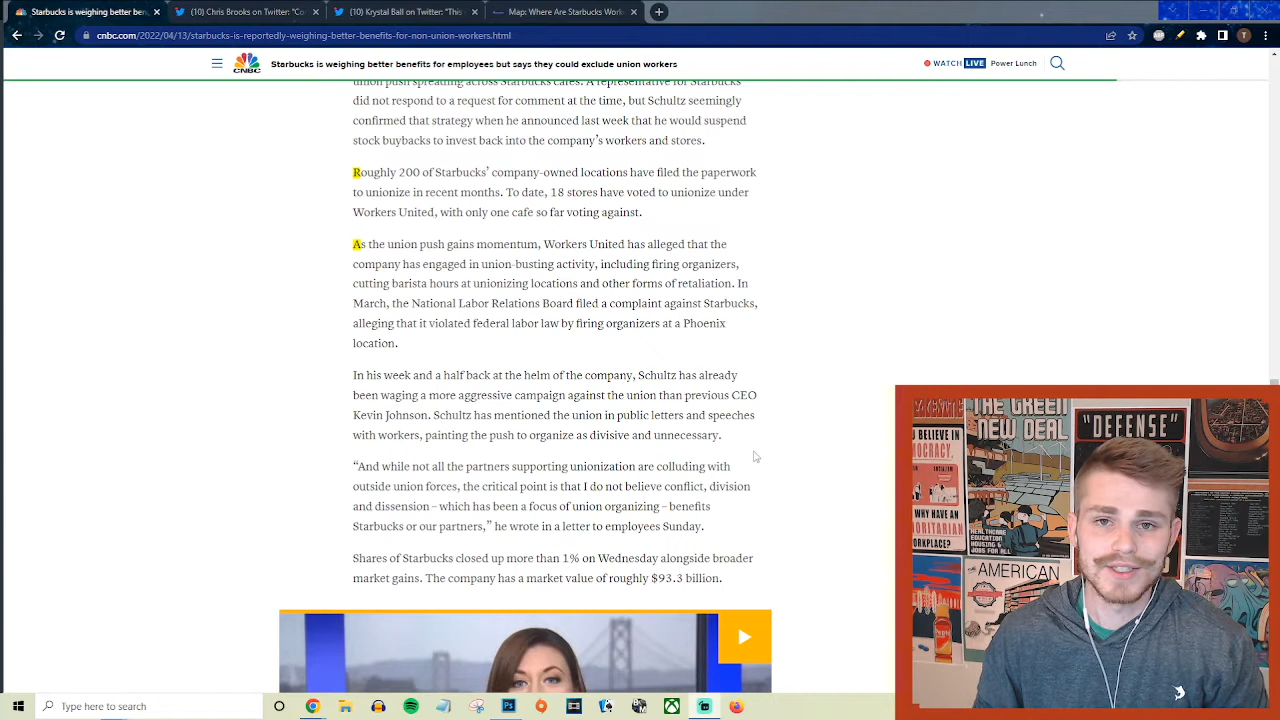 Starbucks is weighing better ben
(10) Chris Brooks on Twitter: "Co
(10) Krystal Ball on Twitter: "This
Map: Where Are Starbucks Work
cnbc.com/2022/04/13/starbucks-is-reportedly-weighing-better-benefits-for-non-union-workers.html
T
CNBC
Starbucks is weighing better benefits for employees but says they could exclude union workers
WATCH LIVE Power Lunch
union push spreading across Starbucks cafes. A representative for Starbucks
did not respond to a request for comment at the time, but Schultz seemingly
confirmed that strategy when he announced last week that he would suspend
stock buybacks to invest back into the company's workers and stores.
Roughly 200 of Starbucks' company-owned locations have filed the paperwork
to unionize in recent months. To date, 18 stores have voted to unionize under
Workers United, with only one cafe so far voting against.
As the union push gains momentum, Workers United has alleged that the
company has engaged in union-busting activity, including firing organizers,
cutting barista hours at unionizing locations and other forms of retaliation. In
March, the National Labor Relations Board filed a complaint against Starbucks,
alleging that it violated federal labor law by firing organizers at a Phoenix
location.
In his week and a half back at the helm of the company, Schultz has already
been waging a more aggressive campaign against the union than previous CEO
Kevin Johnson. Schultz has mentioned the union in public letters and speeches
with workers, painting the push to organize as divisive and unnecessary.
“And while not all the partners supporting unionization are colluding with
outside union forces, the critical point is that I do not believe conflict, division
and dissension – which has been a focus of union organizing – benefits
Starbucks or our partners,” he wrote in a letter to employees Sunday.
Shares of Starbucks closed up more than 1% on Wednesday alongside broader
market gains. The company has a market value of roughly $93.3 billion.
THE GREEN
NEW DEAL
HEALTHCARE
EDUCATION
HOUSING &
JOBS FOR ALL
"DEFENSE"
U BELIEVE IN
WHY HAVE AN
THE AMERICAN
Type here to search